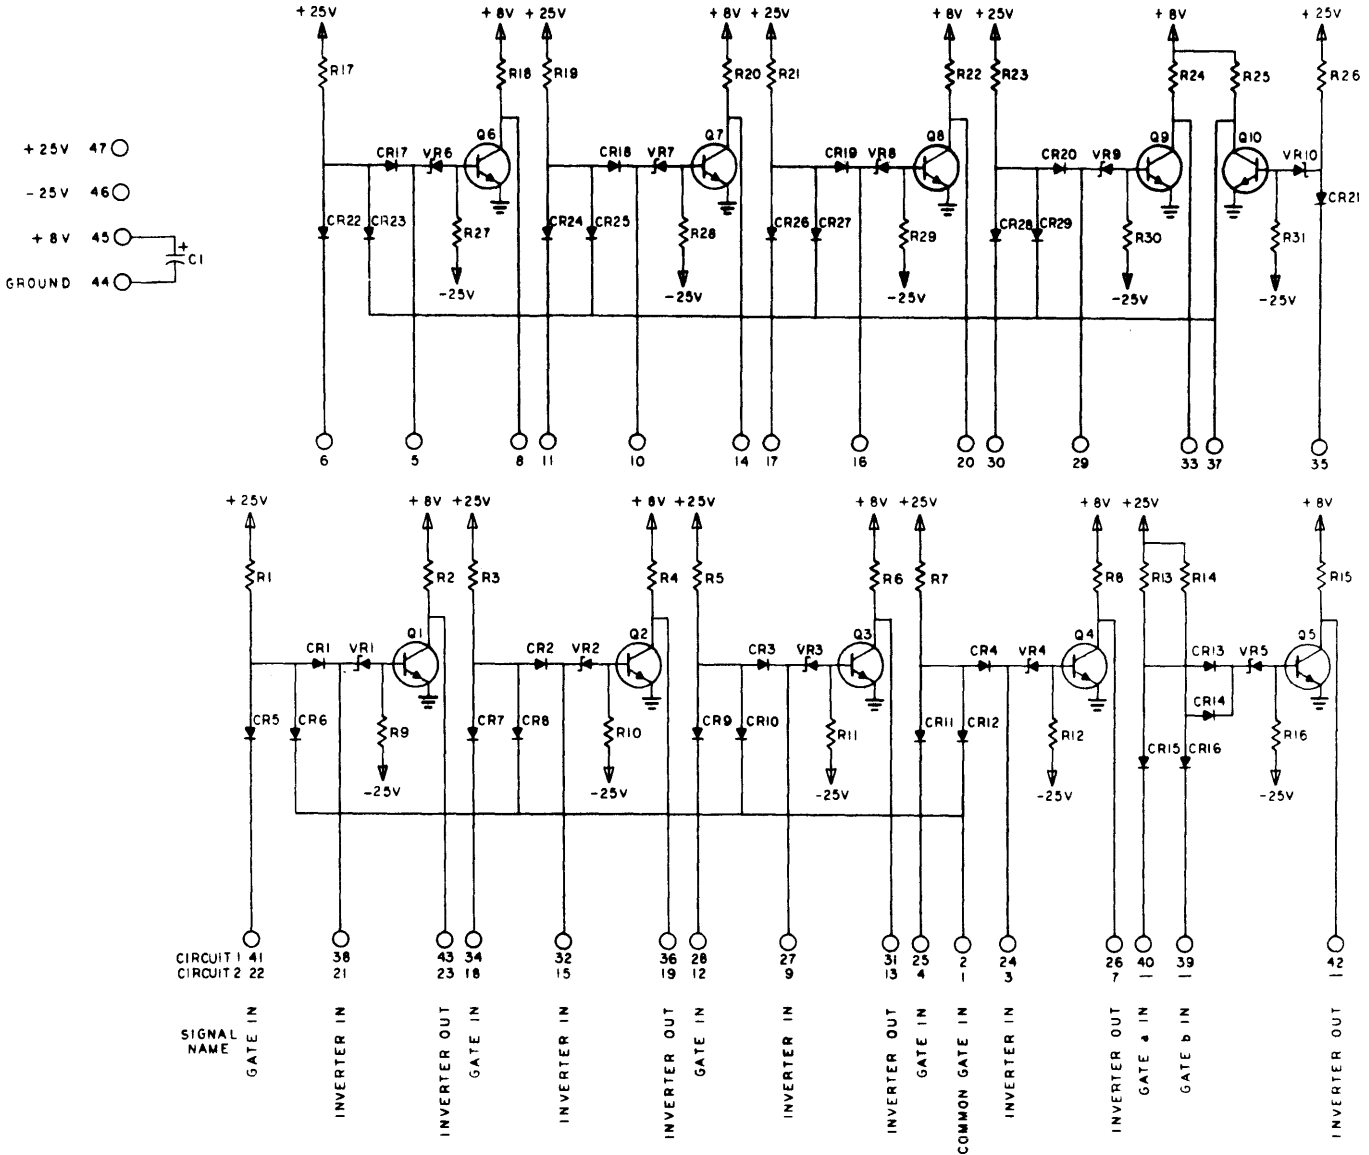 +25V +8V +25V +8V +25V +8V +25V +8V +25V
R17 R18 R19 R20 R21 R22 R23 R24 R25 R26
Q6 Q7 Q8 Q9 Q10
+25V 47
CR17 VR6 CR18 VR7 CR19 VR8 CR20 VR9 VR10
-25V 46
CR21
CR22 CR23 R27 CR24 CR25 R28 CR26 CR27 R29 CR28 CR29 R30 R31
+8V 45
+ C1
GROUND 44
-25V -25V -25V -25V -25V
6 5 8 11 10 14 17 16 20 30 29 33 37 35
+25V +8V +25V +8V +25V +8V +25V +8V +25V +8V
R1 R2 R3 R4 R5 R6 R7 R8 R13 R14 R15
Q1 Q2 Q3 Q4 Q5
CR1 VR1 CR2 VR2 CR3 VR3 CR4 VR4 CR13 VR5
CR14
CR5 CR6 R9 CR7 CR8 R10 CR9 CR10 R11 CR11 CR12 R12 CR15 CR16 R16
-25V -25V -25V -25V -25V
CIRCUIT 1 41 38 43 34 32 36 28 27 31 25 2 24 26 40 39 42
CIRCUIT 2 22 21 23 18 15 19 12 9 13 4 1 3 7 — — —
SIGNAL NAME
GATE IN
INVERTER IN
INVERTER OUT
GATE IN
INVERTER IN
INVERTER OUT
GATE IN
INVERTER IN
INVERTER OUT
GATE IN
COMMON GATE IN
INVERTER IN
INVERTER OUT
GATE a IN
GATE b IN
INVERTER OUT